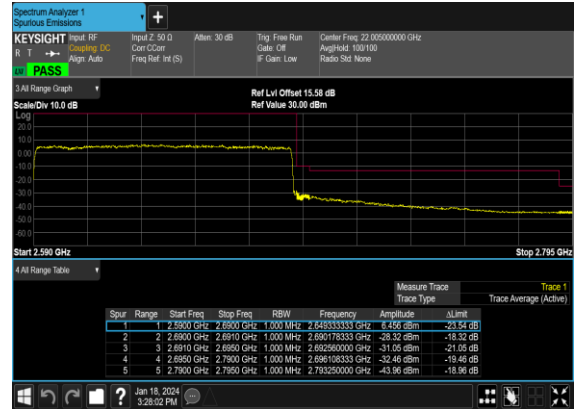 Spectrum Analyzer 1
Spurious Emissions
KEYSIGHT Input: RF Input Z: 50 Ω Atten: 30 dB Trig: Free Run Center Freq: 22.005000000 GHz
R T Coupling: DC Corr CCorr Gate: Off Avg|Hold: 100/100
Align: Auto Freq Ref: Int (S) IF Gain: Low Radio Std: None
PASS
3 All Range Graph
Ref Lvl Offset 15.58 dB
Scale/Div 10.0 dB Ref Value 30.00 dBm
Log
20.0
10.0
0.00
-10.0
-20.0
-30.0
-40.0
-50.0
-60.0
Start 2.590 GHz Stop 2.795 GHz
4 All Range Table
Measure Trace Trace 1
Trace Type Trace Average (Active)
Spur Range Start Freq Stop Freq RBW Frequency Amplitude ΔLimit
1 1 2.5900 GHz 2.6900 GHz 1.000 MHz 2.649333333 GHz 6.456 dBm -23.54 dB
2 2 2.6900 GHz 2.6910 GHz 1.000 MHz 2.690178333 GHz -28.32 dBm -18.32 dB
3 3 2.6910 GHz 2.6950 GHz 1.000 MHz 2.692560000 GHz -31.05 dBm -21.05 dB
4 4 2.6950 GHz 2.7900 GHz 1.000 MHz 2.696108333 GHz -32.46 dBm -19.46 dB
5 5 2.7900 GHz 2.7950 GHz 1.000 MHz 2.793250000 GHz -43.96 dBm -18.96 dB
? Jan 18, 2024
3:28:02 PM